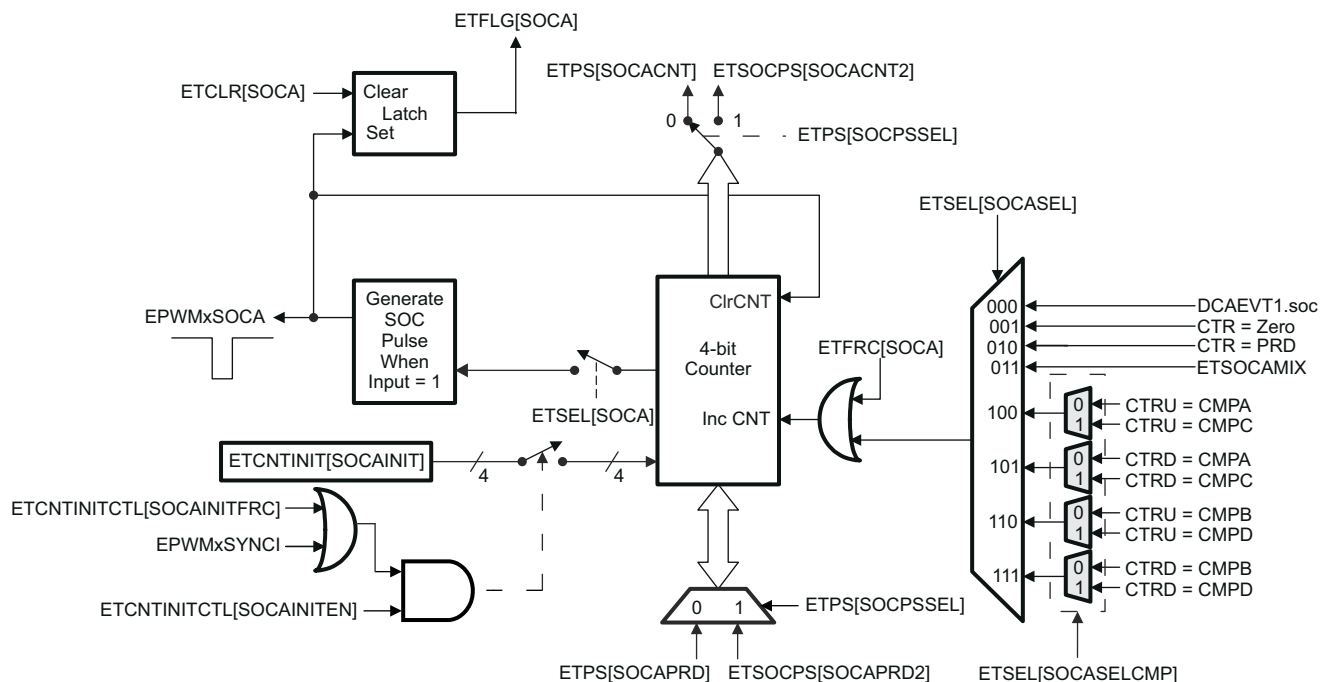 ETFLG[SOCA]
ETPS[SOCACNT]
ETSOCPS[SOCACNT2]
ETCLR[SOCA]
Clear
Latch
Set
0
1
ETPS[SOCPSSEL]
ETSEL[SOCASEL]
EPWMxSOCA
Generate
SOC
Pulse
When
Input = 1
ClrCNT
4-bit
Counter
Inc CNT
ETSEL[SOCA]
ETFRC[SOCA]
000
DCAEVT1.soc
001
CTR = Zero
010
CTR = PRD
011
ETSOCAMIX
100
0
CTRU = CMPA
1
CTRU = CMPC
101
0
CTRD = CMPA
1
CTRD = CMPC
110
0
CTRU = CMPB
1
CTRU = CMPD
111
0
CTRD = CMPB
1
CTRD = CMPD
ETCNTINIT[SOCAINIT]
4
4
ETCNTINITCTL[SOCAINITFRC]
EPWMxSYNCI
ETCNTINITCTL[SOCAINITEN]
0
1
ETPS[SOCPSSEL]
ETPS[SOCAPRD]
ETSOCPS[SOCAPRD2]
ETSEL[SOCASELCMP]